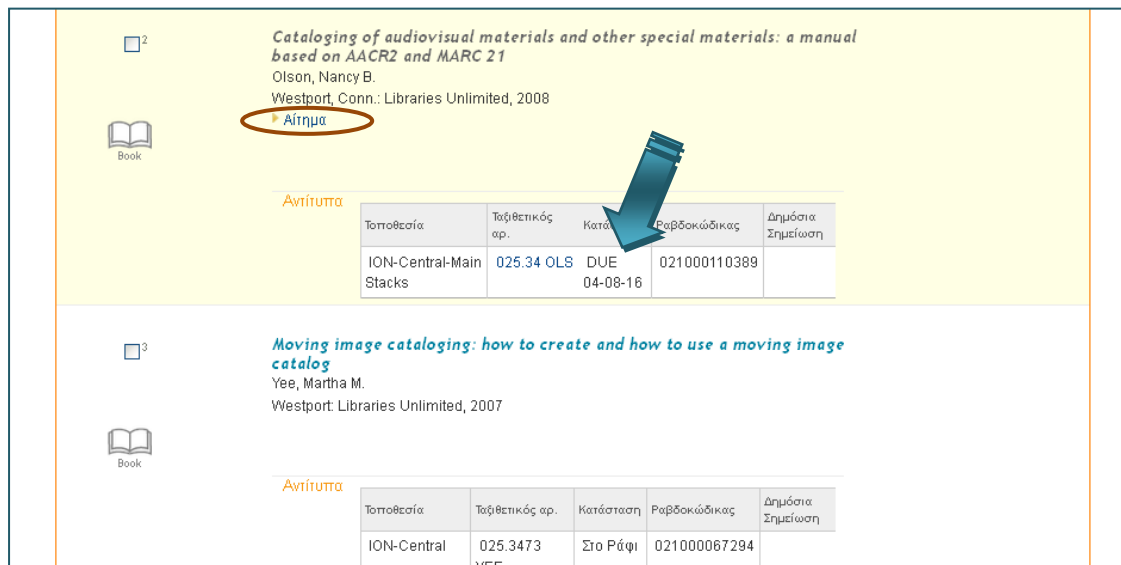 2
Cataloging of audiovisual materials and other special materials: a manual
based on AACR2 and MARC 21
Olson, Nancy B.
Westport, Conn.: Libraries Unlimited, 2008
Αίτημα
Book
Αντίτυπα
Τοποθεσία Ταξιθετικός αρ. Ραβδοκώδικας Δημόσια Σημείωση
ION-Central-Main 025.34 OLS DUE 021000110389
Stacks 04-08-16
3
Moving image cataloging: how to create and how to use a moving image
catalog
Yee, Martha M.
Westport: Libraries Unlimited, 2007
Book
Αντίτυπα
Τοποθεσία Ταξιθετικός αρ. Κατάσταση Ραβδοκώδικας Δημόσια Σημείωση
ION-Central 025.3473 Στο Ράφι 021000067294
YEE